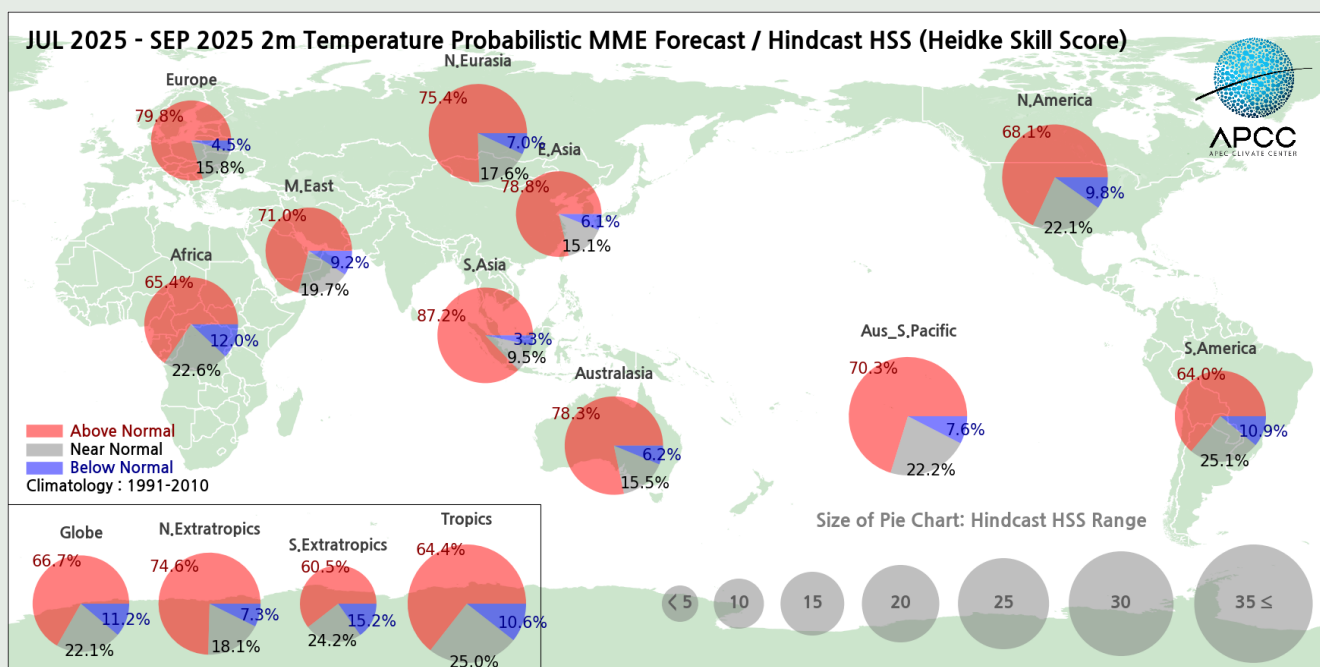 JUL 2025 - SEP 2025 2m Temperature Probabilistic MME Forecast / Hindcast HSS (Heidke Skill Score)
N.Eurasia
75.4%
7.0%
17.6%
Europe
79.8%
4.5%
15.8%
E.Asia
78.8%
6.1%
15.1%
N.America
68.1%
9.8%
22.1%
APCC
APEC CLIMATE CENTER
M.East
71.0%
9.2%
19.7%
Africa
65.4%
12.0%
22.6%
S.Asia
87.2%
3.3%
9.5%
Australasia
78.3%
6.2%
15.5%
Aus_S.Pacific
70.3%
7.6%
22.2%
S.America
64.0%
10.9%
25.1%
Above Normal
Near Normal
Below Normal
Climatology : 1991-2010
Globe
66.7%
11.2%
22.1%
N.Extratropics
74.6%
7.3%
18.1%
S.Extratropics
60.5%
15.2%
24.2%
Tropics
64.4%
10.6%
25.0%
Size of Pie Chart: Hindcast HSS Range
< 5
10
15
20
25
30
35 ≤